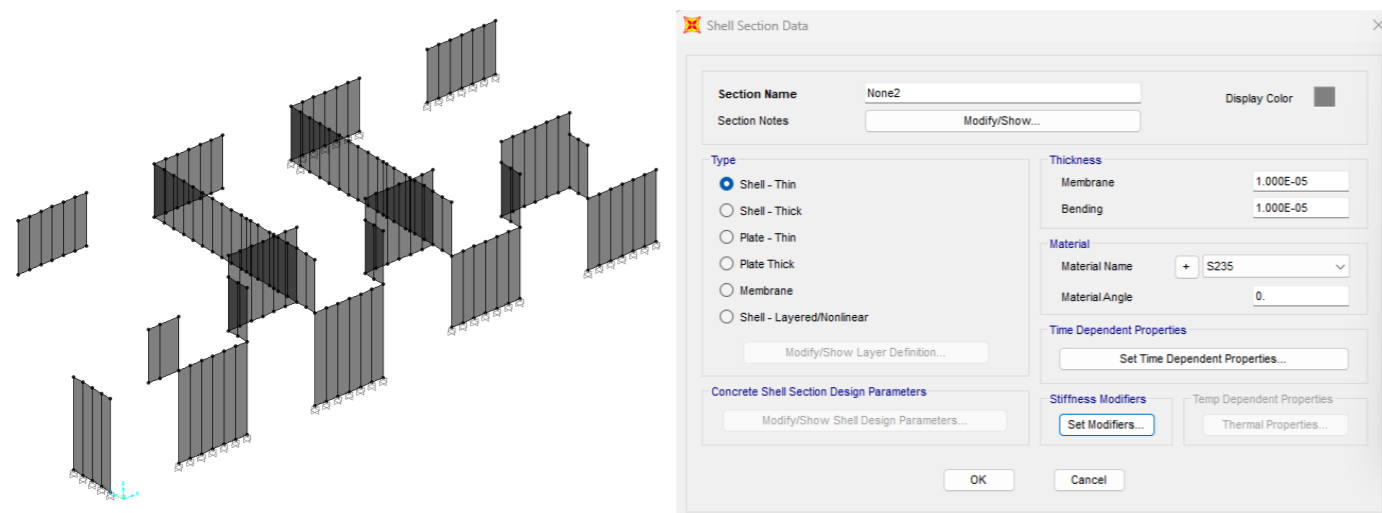 Shell Section Data
Section Name
None2
Display Color
Section Notes
Modify/Show...
Type
Shell - Thin
Shell - Thick
Plate - Thin
Plate Thick
Membrane
Shell - Layered/Nonlinear
Modify/Show Layer Definition...
Thickness
Membrane
1.000E-05
Bending
1.000E-05
Material
Material Name
+
S235
Material Angle
0.
Time Dependent Properties
Set Time Dependent Properties...
Concrete Shell Section Design Parameters
Modify/Show Shell Design Parameters...
Stiffness Modifiers
Set Modifiers...
Temp Dependent Properties
Thermal Properties...
OK
Cancel